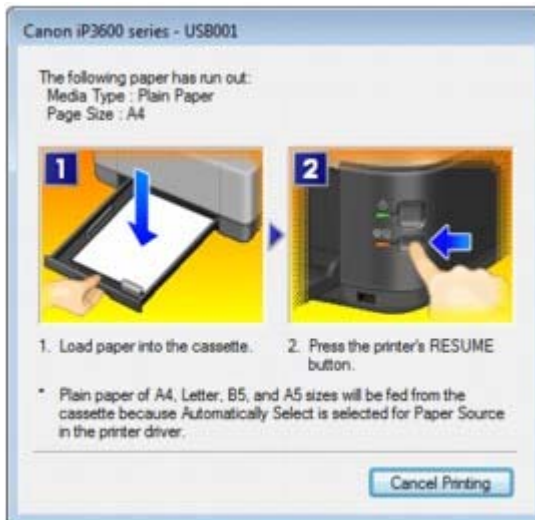 Canon iP3600 series - USB001
The following paper has run out:
Media Type : Plain Paper
Page Size : A4
1
2
1. Load paper into the cassette.
2. Press the printer's RESUME
button.
* Plain paper of A4, Letter, B5, and A5 sizes will be fed from the
cassette because Automatically Select is selected for Paper Source
in the printer driver.
Cancel Printing